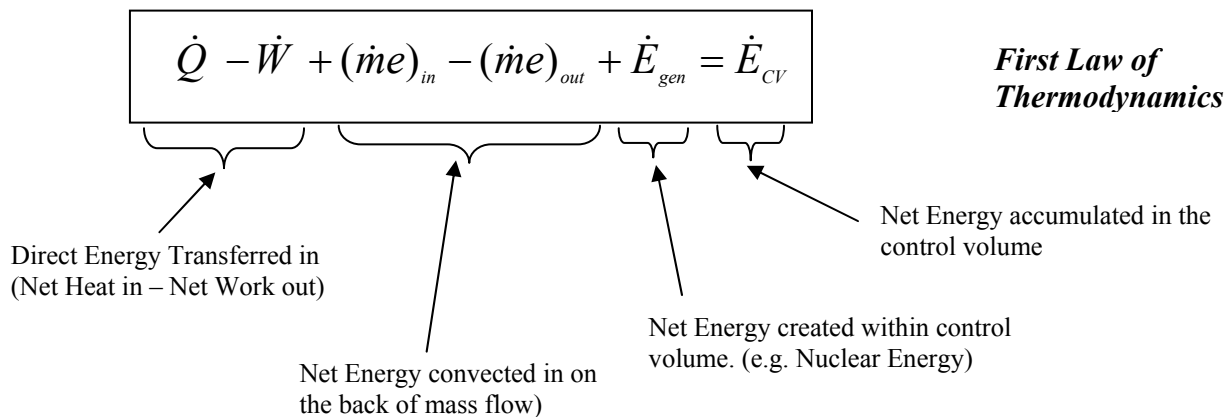 Q̇ − Ẇ + (ṁe)in − (ṁe)out + Ėgen = ĖCV
First Law of
Thermodynamics
Direct Energy Transferred in
(Net Heat in – Net Work out)
Net Energy convected in on
the back of mass flow)
Net Energy created within control
volume. (e.g. Nuclear Energy)
Net Energy accumulated in the
control volume